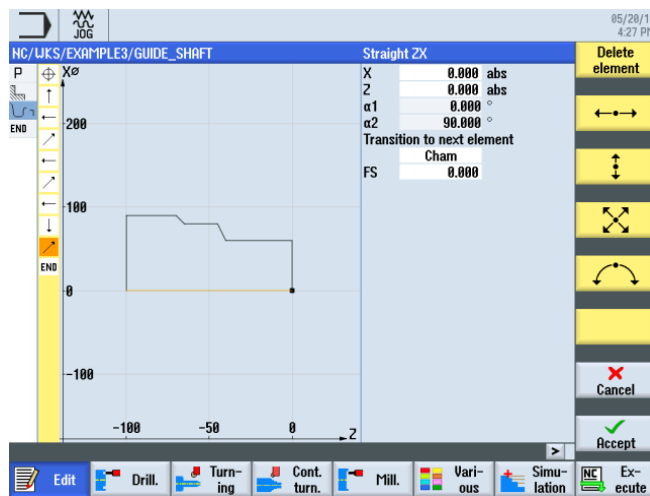 JOG
05/20/1
4:27 PM
NC/WKS/EXAMPLE3/GUIDE_SHAFT
Straight ZX
Delete
element
P
END
END
XØ
200
100
0
-100
-100
-50
0
Z
X 0.000 abs
Z 0.000 abs
α1 0.000 °
α2 90.000 °
Transition to next element
Cham
FS 0.000
Cancel
Accept
>
Edit
Drill.
Turn-
ing
Cont.
turn.
Mill.
Vari-
ous
Simu-
lation
NC
Ex-
ecute